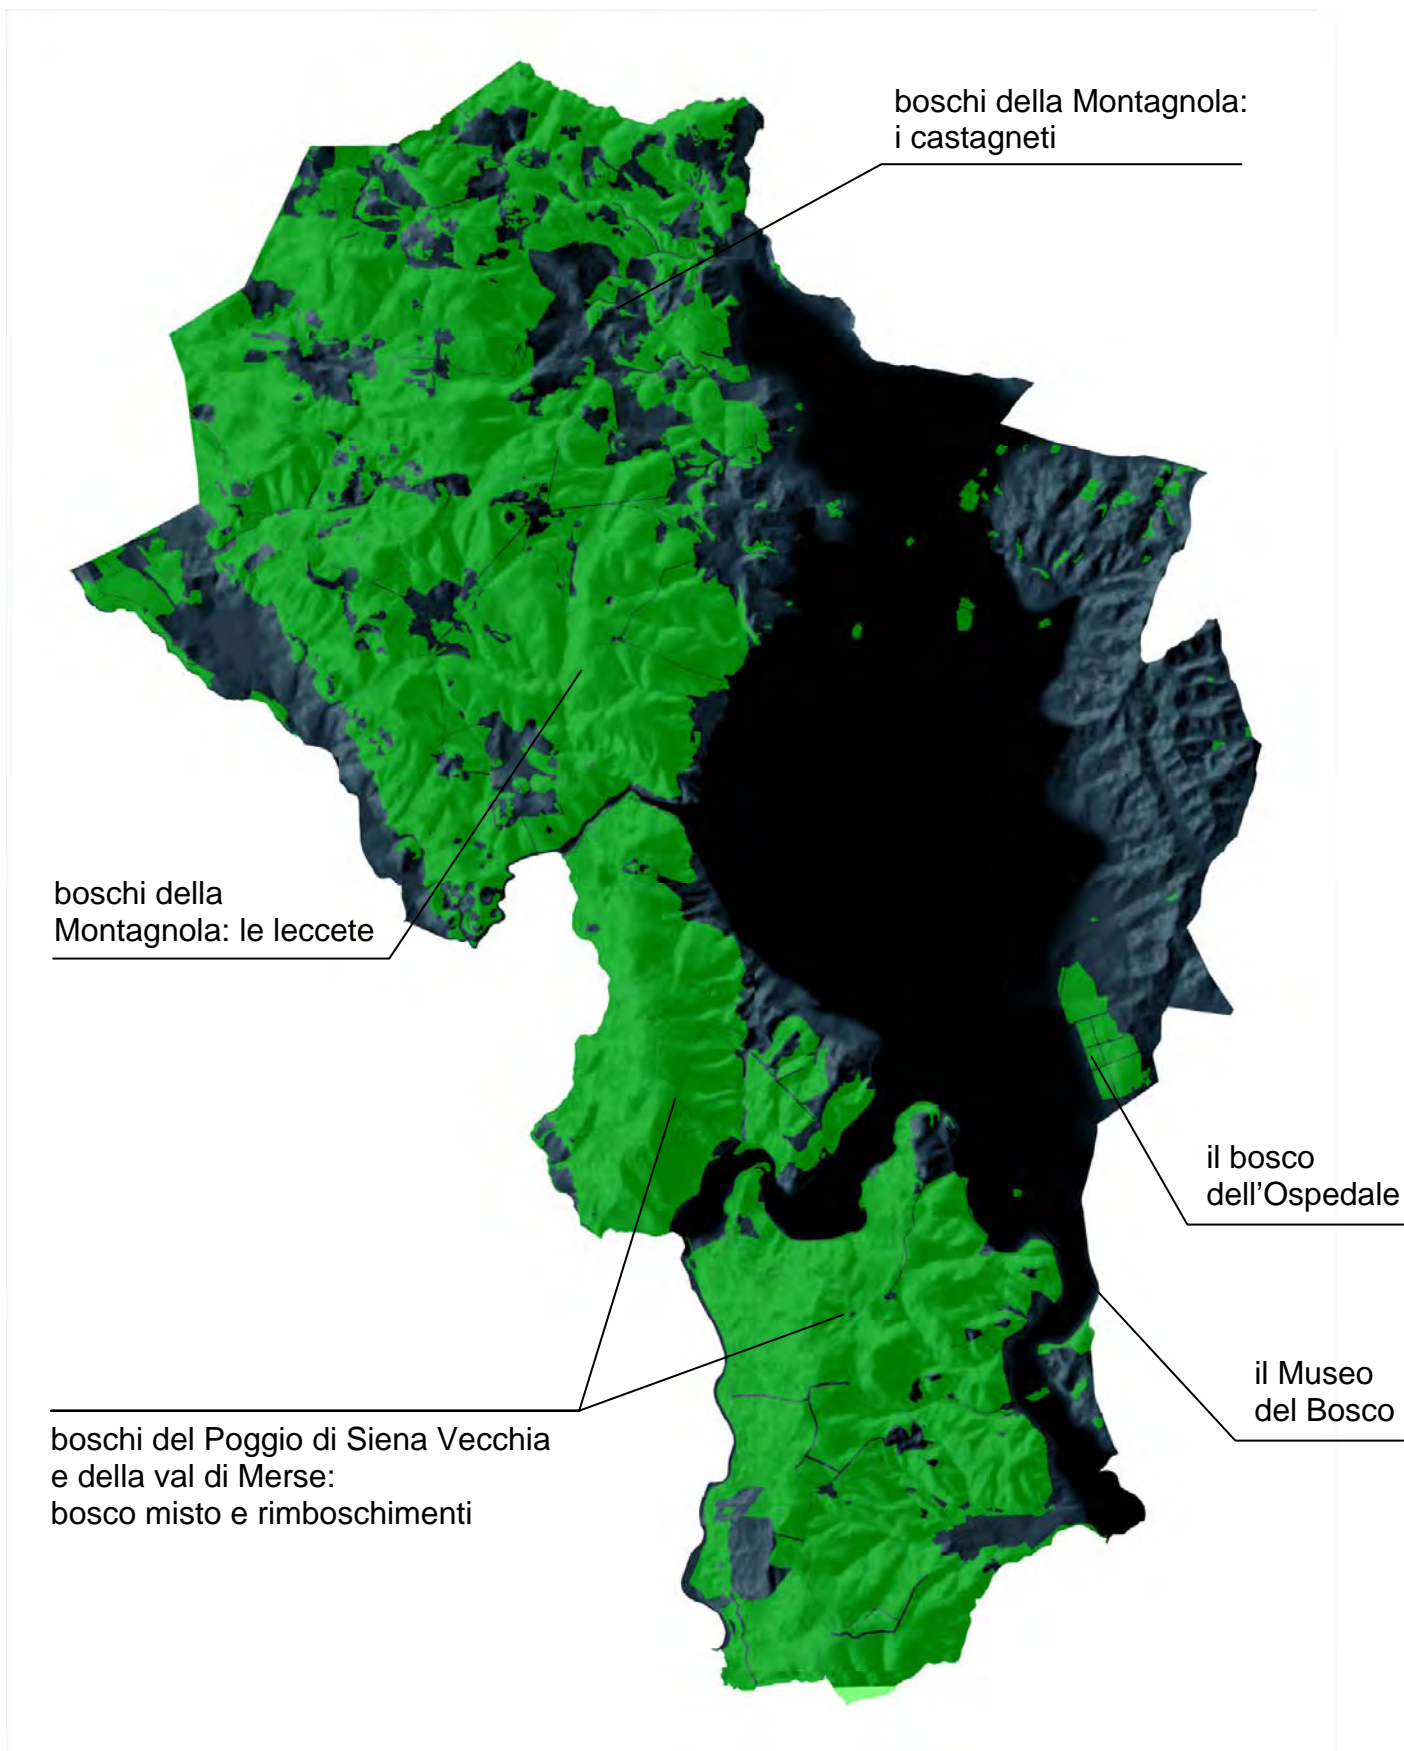 boschi della Montagnola:
i castagneti
boschi della
Montagnola: le leccete
il bosco
dell’Ospedale
il Museo
del Bosco
boschi del Poggio di Siena Vecchia
e della val di Merse:
bosco misto e rimboschimenti